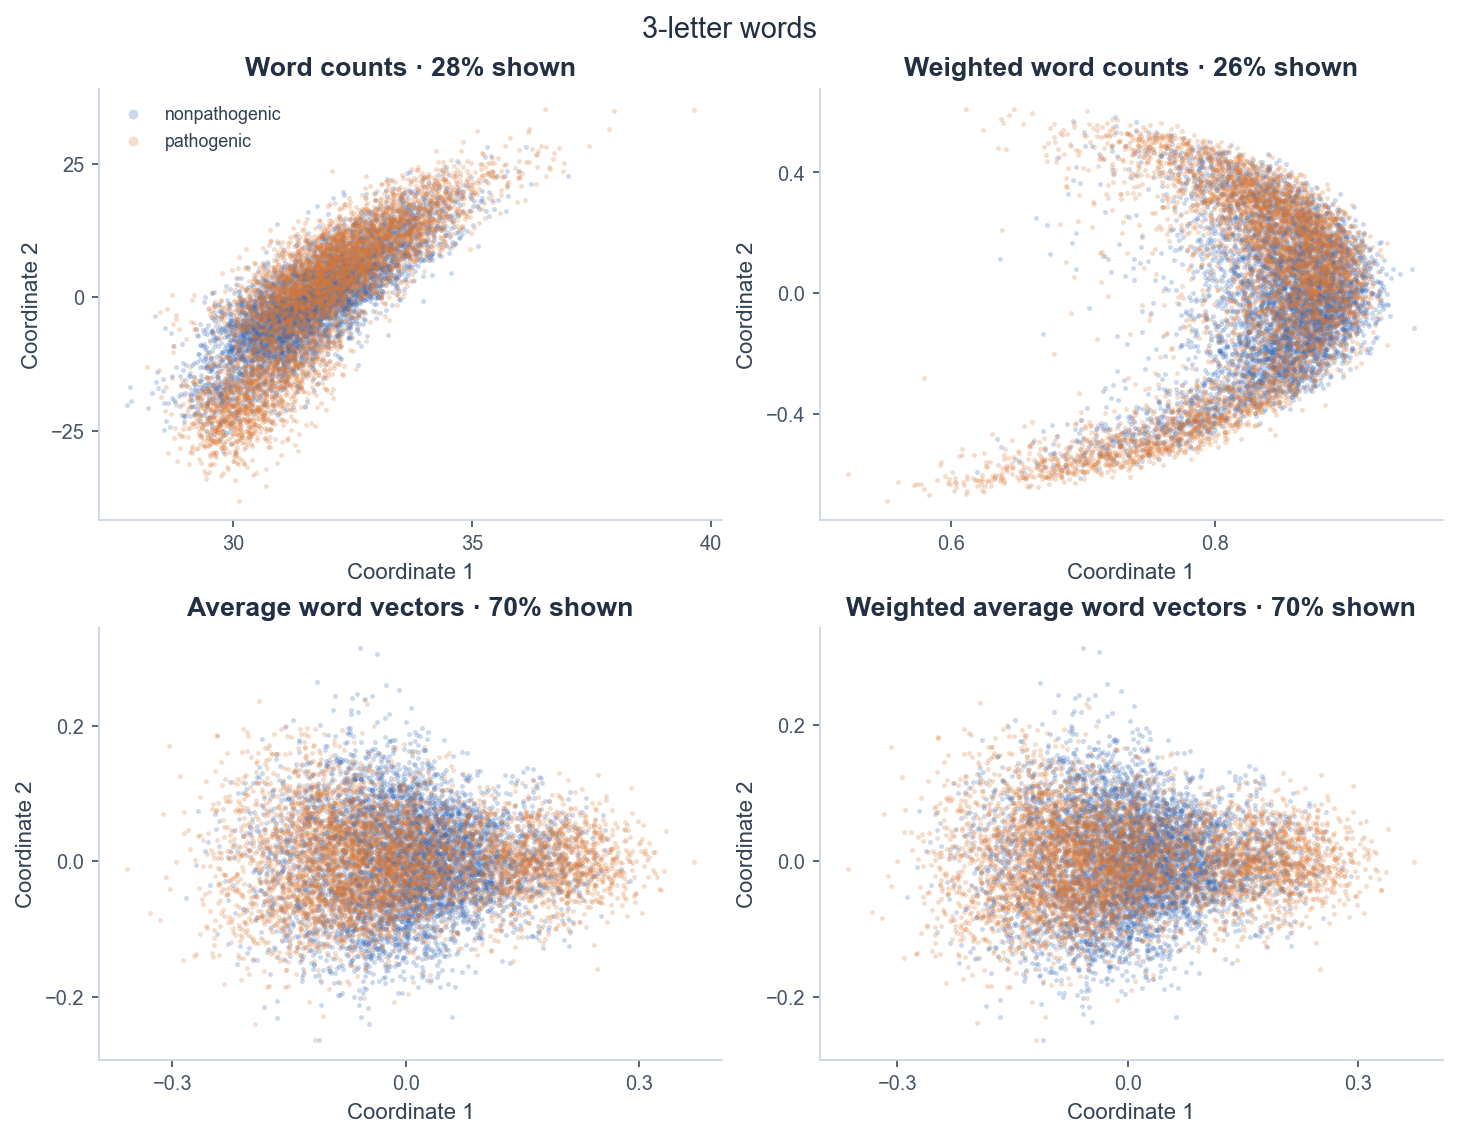 3-letter words
Word counts · 28% shown
nonpathogenic
pathogenic
25
0
−25
Coordinate 2
30
35
40
Coordinate 1
Weighted word counts · 26% shown
0.4
0.0
−0.4
Coordinate 2
0.6
0.8
Coordinate 1
Average word vectors · 70% shown
0.2
0.0
−0.2
Coordinate 2
−0.3
0.0
0.3
Coordinate 1
Weighted average word vectors · 70% shown
0.2
0.0
−0.2
Coordinate 2
−0.3
0.0
0.3
Coordinate 1